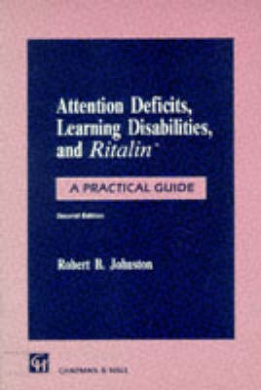 Attention Deficits,
Learning Disabilities,
and Ritalin™
A PRACTICAL GUIDE
Second Edition
Robert B. Johnston
CHAPMAN & HALL